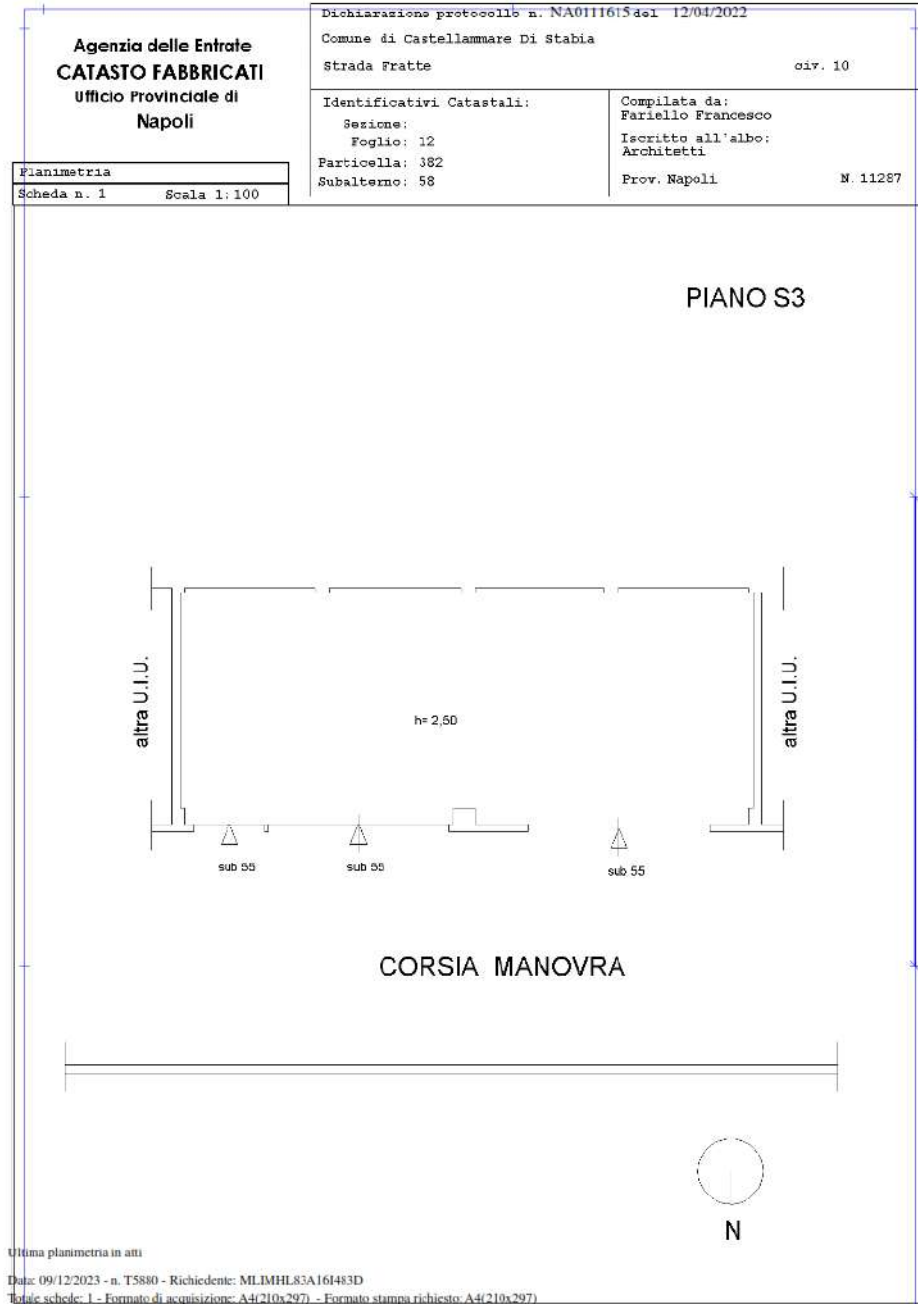 Agenzia delle Entrate
CATASTO FABBRICATI
Ufficio Provinciale di
Napoli
Planimetria
Scheda n. 1 Scala 1:100
Dichiarazione protocollo n. NA0111615 del 12/04/2022
Comune di Castellammare Di Stabia
Strada Fratte civ. 10
Identificativi Catastali:
Sezione:
Foglio: 12
Particella: 382
Subalterno: 58
Compilata da:
Fariello Francesco
Iscritto all'albo:
Architetti
Prov. Napoli N. 11287
PIANO S3
altra U.I.U.
h= 2,50
altra U.I.U.
sub 55
sub 55
sub 55
CORSIA MANOVRA
N
Ultima planimetria in atti
Data: 09/12/2023 - n. T5880 - Richiedente: MLIMHL83A16I483D
Totale schede: 1 - Formato di acquisizione: A4(210x297) - Formato stampa richiesto: A4(210x297)